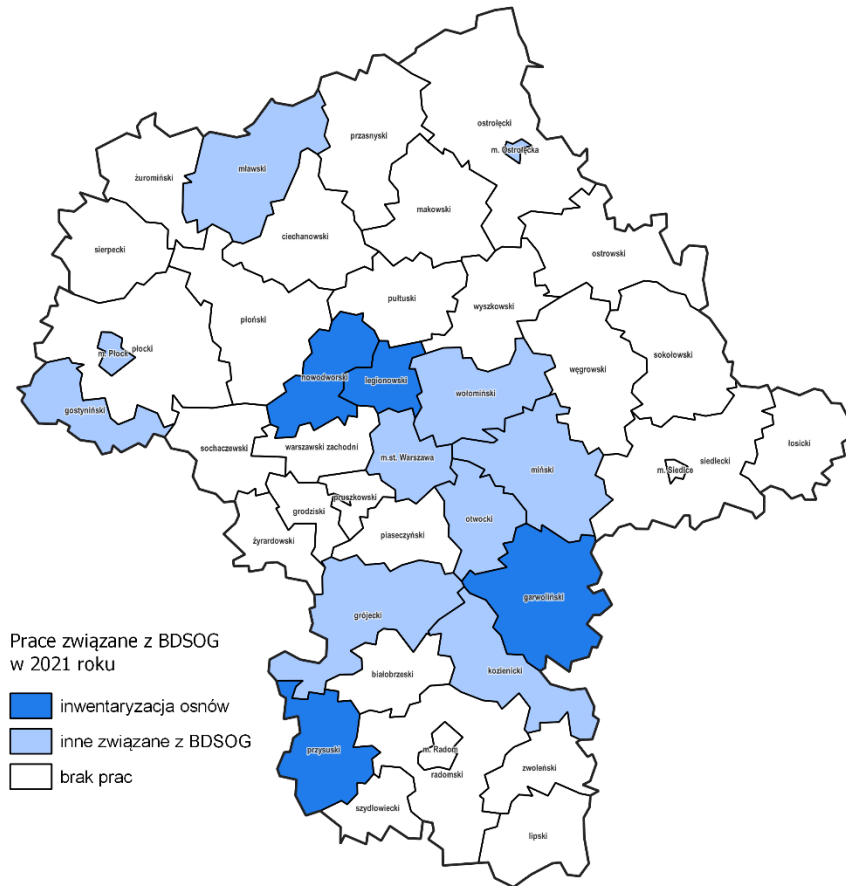 ostrołęcki
przasnyski
m. Ostrołęcka
mławski
żuromiński
makowski
ciechanowski
sierpecki
ostrowski
pułtuski
wyszkowski
płoński
płocki
m. Płock
sokołowski
węgrowski
nowodworski
legionowski
wołomiński
gostyniński
sochaczewski
warszawski zachodni
m.st. Warszawa
siedlecki
łosicki
miński
m. Siedlce
pruszkowski
otwocki
grodziski
piaseczyński
żyrardowski
garwoliński
grójecki
Prace związane z BDSOG
w 2021 roku
białobrzeski
kozienicki
inwentaryzacja osnów
inne związane z BDSOG
brak prac
przysuski
m. Radom
radomski
zwoleński
szydłowiecki
lipski